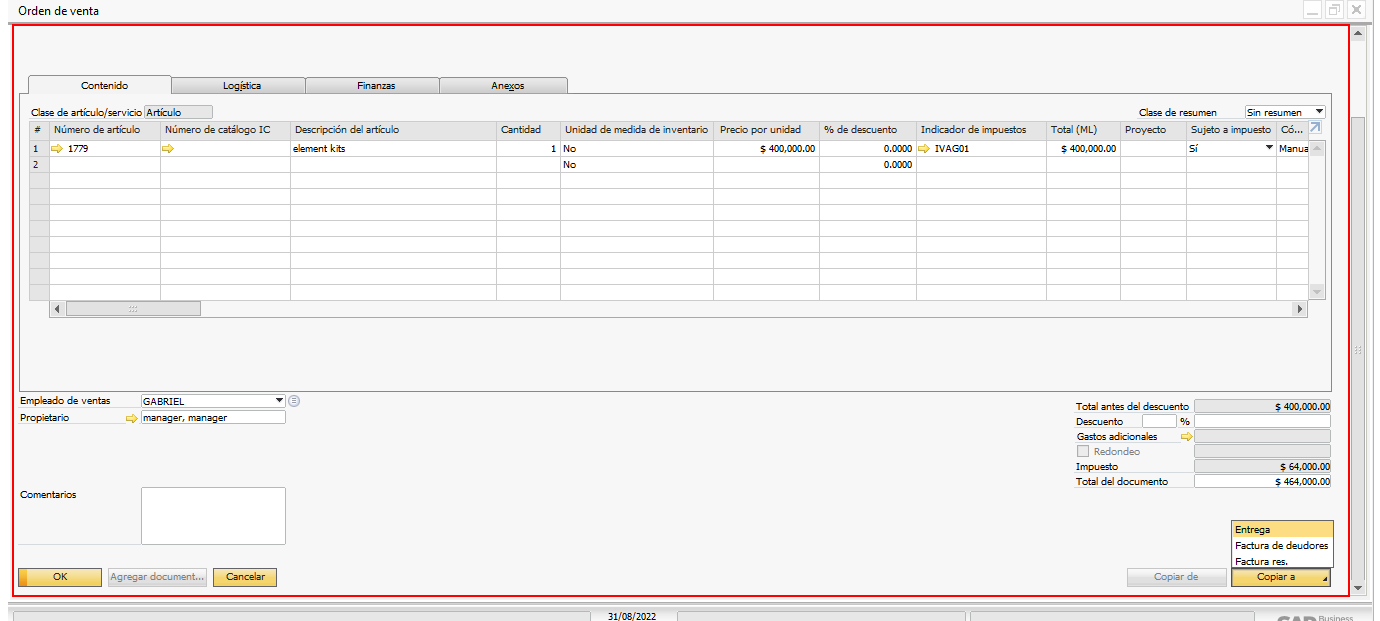 Orden de venta
Contenido Logística Finanzas Anexos
Clase de artículo/servicio Artículo Clase de resumen Sin resumen
# Número de artículo Número de catálogo IC Descripción del artículo Cantidad Unidad de medida de inventario Precio por unidad % de descuento Indicador de impuestos Total (ML) Proyecto Sujeto a impuesto Có...
1 1779 element kits 1 No $ 400,000.00 0.0000 IVAG01 $ 400,000.00 Sí Manua
2 No 0.0000
Empleado de ventas GABRIEL
Propietario manager, manager
Total antes del descuento $ 400,000.00
Descuento %
Gastos adicionales
Redondeo
Impuesto $ 64,000.00
Total del documento $ 464,000.00
Comentarios
Entrega
Factura de deudores
Factura res.
OK Agregar document... Cancelar Copiar de Copiar a
31/08/2022
SAP Business